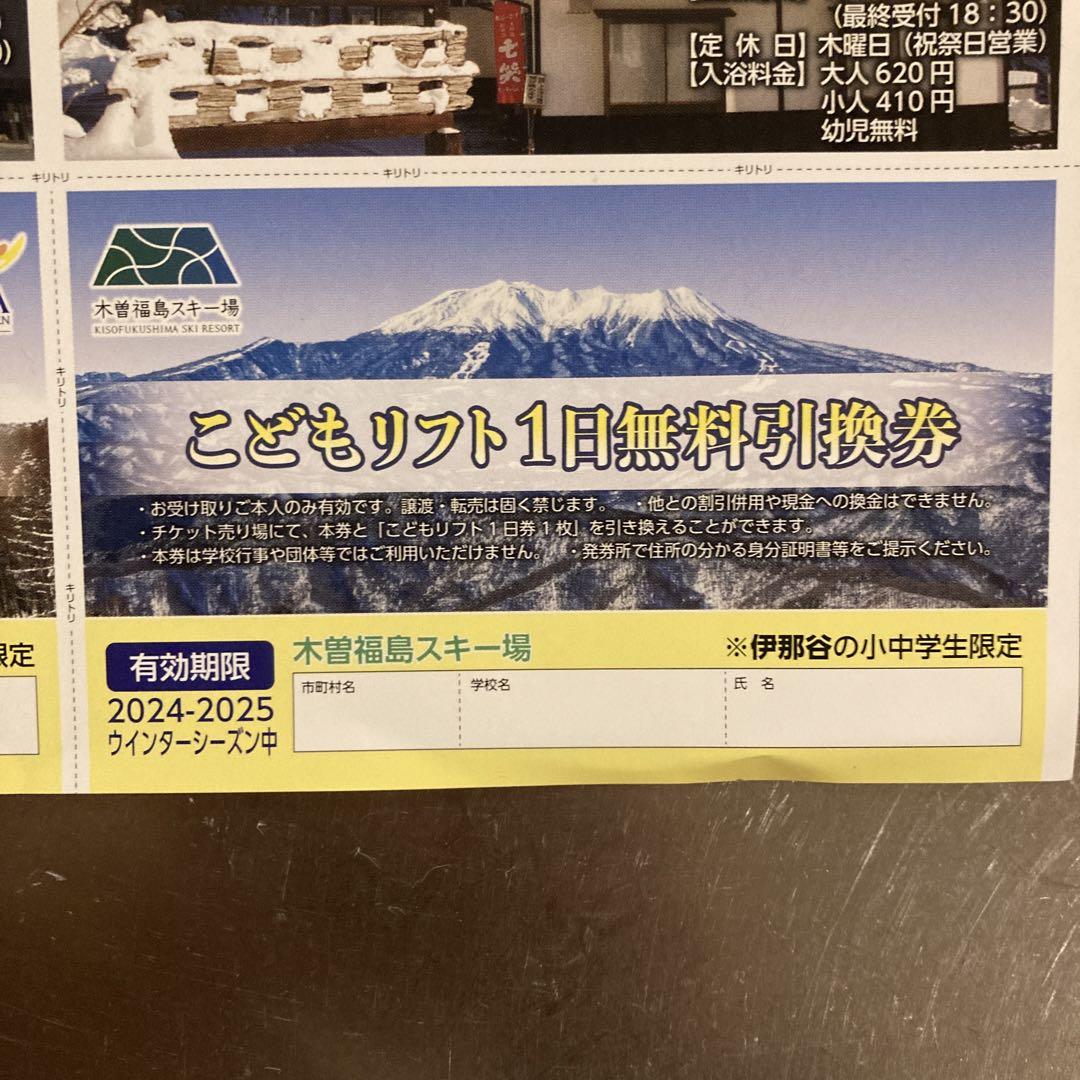 (最終受付 18：30)
【定 休 日】木曜日（祝祭日営業）
【入浴料金】大人 620 円
小人 410 円
幼児無料
七笑
キリトリ
キリトリ
キリトリ
木曽福島スキー場
KISOFUKUSHIMA SKI RESORT
キリトリ
こどもリフト1日無料引換券
・お受け取りご本人のみ有効です。譲渡・転売は固く禁じます。 ・他との割引併用や現金への換金はできません。
・チケット売り場にて、本券と「こどもリフト1日券1枚」を引き換えることができます。
・本券は学校行事や団体等ではご利用いただけません。 ・発券所で住所の分かる身分証明書等をご提示ください。
キリトリ
限定
有効期限
2024-2025
ウインターシーズン中
木曽福島スキー場
※伊那谷の小中学生限定
市町村名
学校名
氏 名